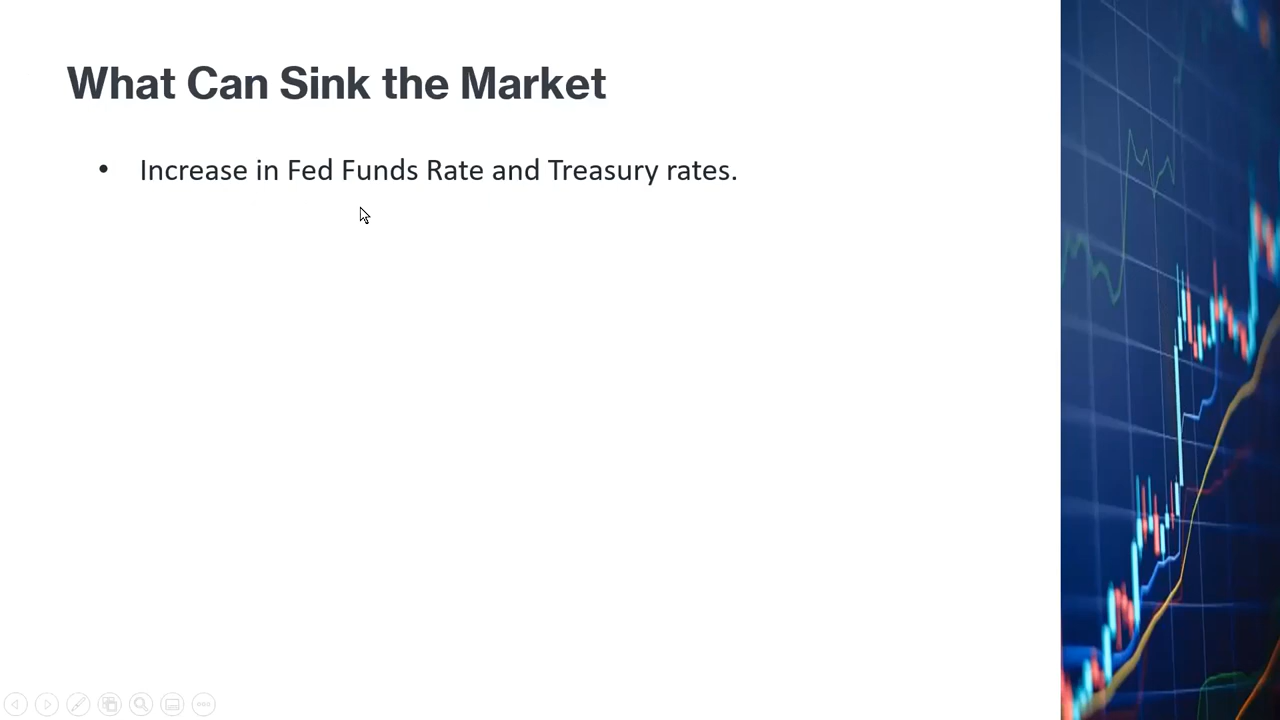 What Can Sink the Market
• Increase in Fed Funds Rate and Treasury rates.